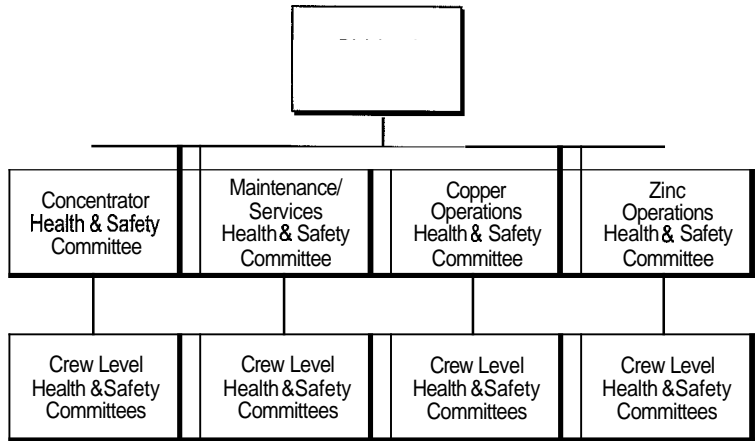 Concentrator
Health & Safety
Committee
Maintenance/
Services
Health & Safety
Committee
Copper
Operations
Health & Safety
Committee
Zinc
Operations
Health & Safety
Committee
Crew Level
Health &Safety
Committees
Crew Level
Health &Safety
Committees
Crew Level
Health &Safety
Committees
Crew Level
Health &Safety
Committees